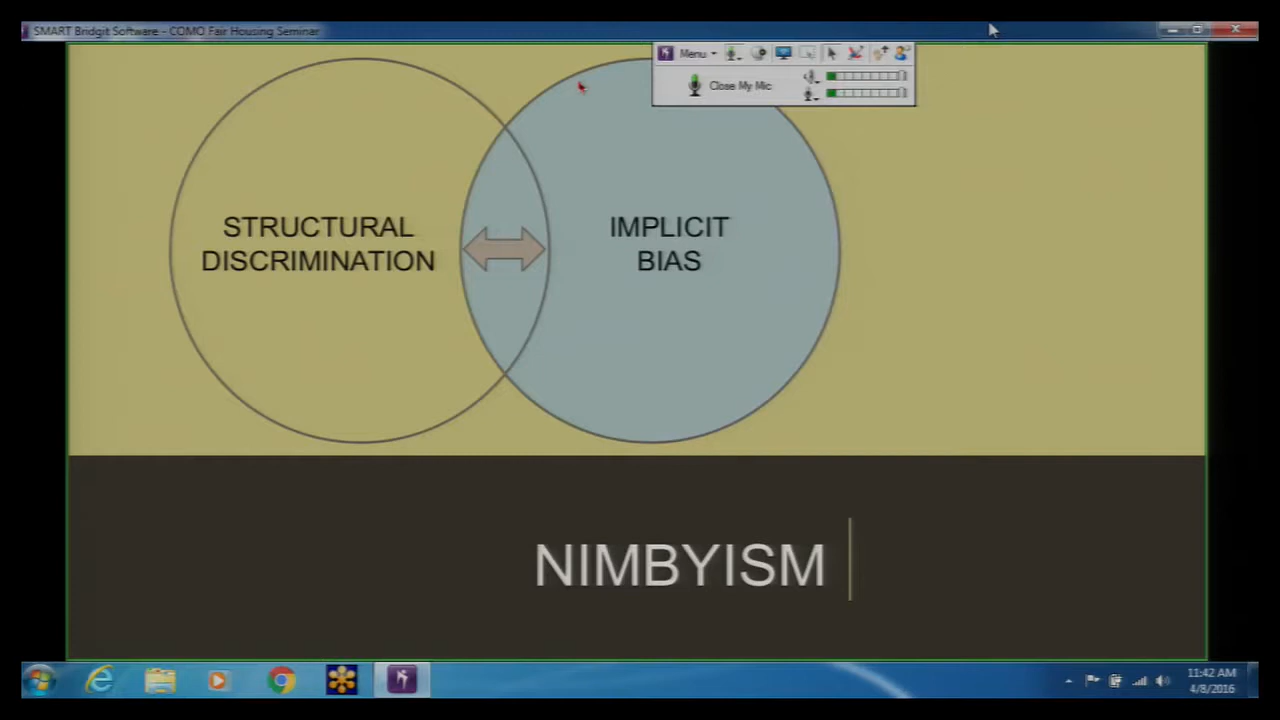 SMART Bridgit Software - COMO Fair Housing Seminar
Menu
Close My Mic
STRUCTURAL
DISCRIMINATION
IMPLICIT
BIAS
NIMBYISM
11:42 AM
4/8/2016